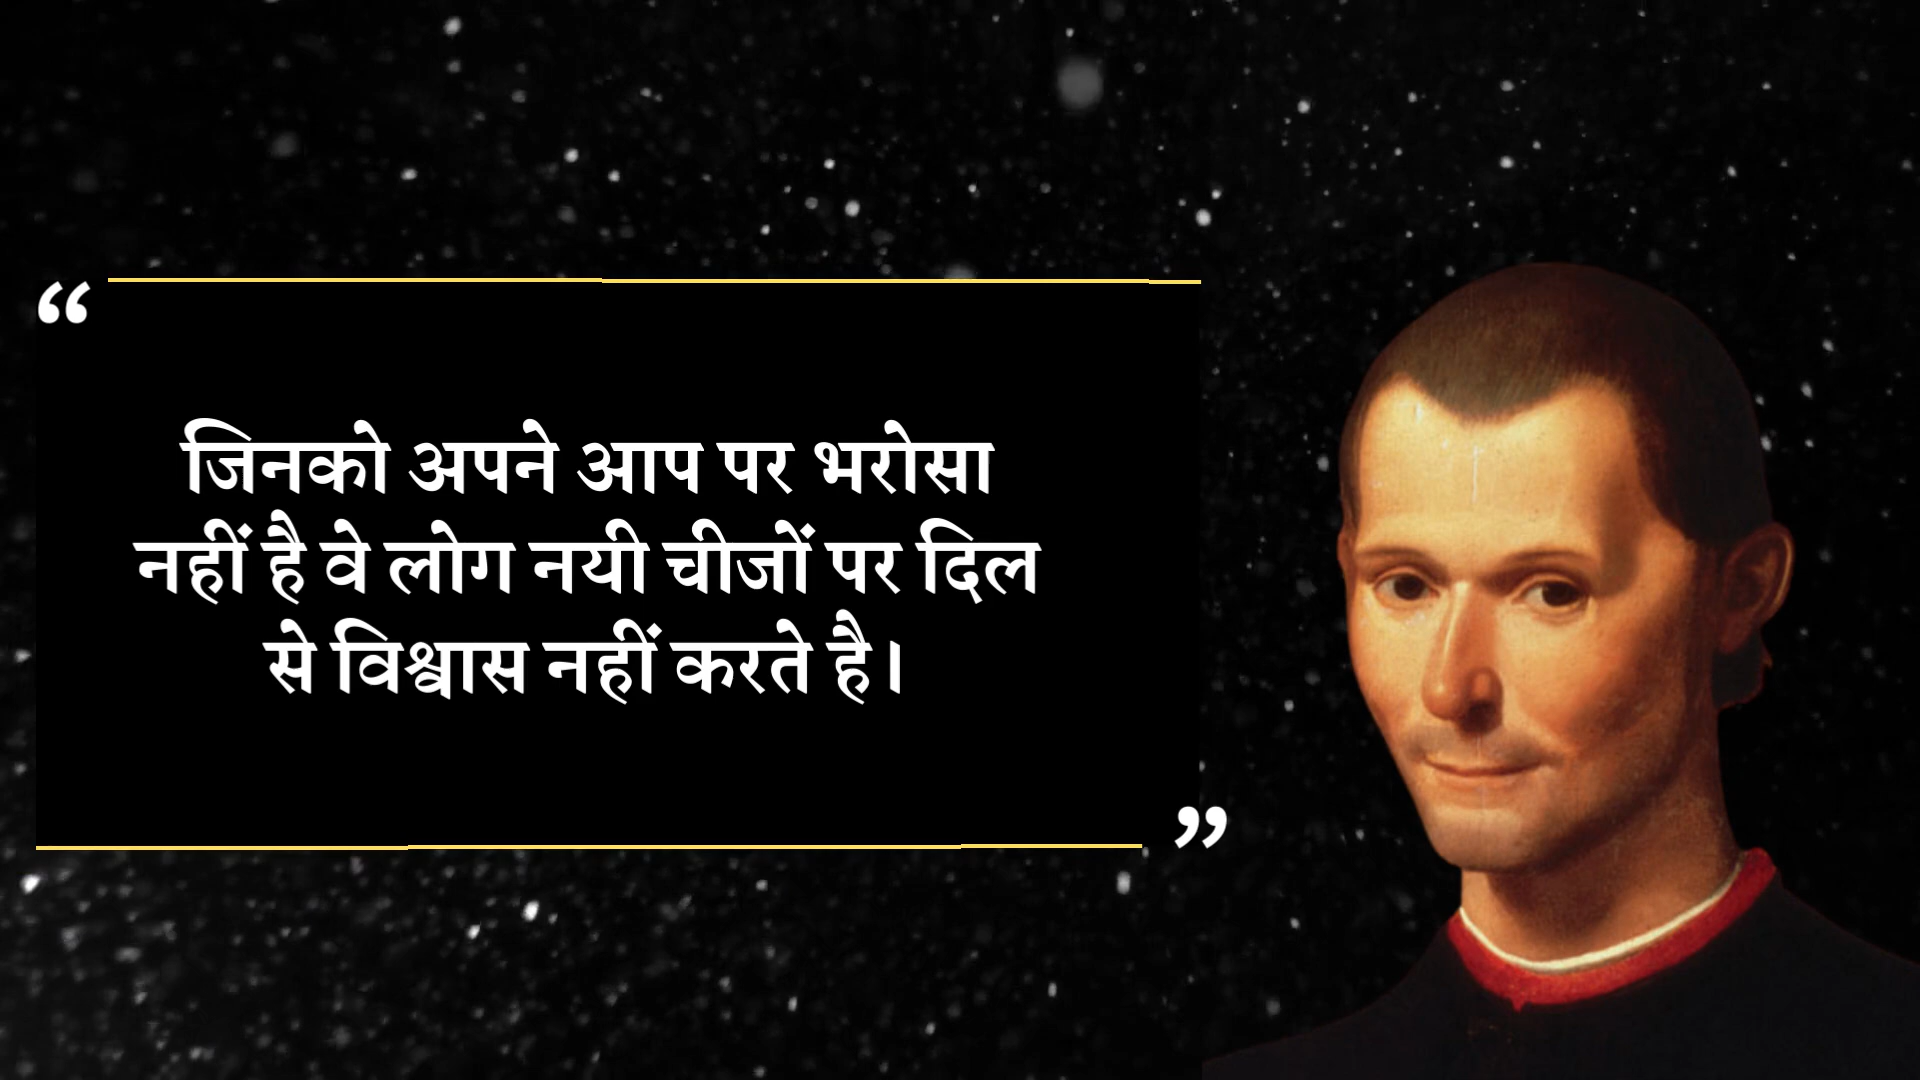 “
जिनको अपने आप पर भरोसा
नहीं है वे लोग नयी चीजों पर दिल
से विश्वास नहीं करते है।
”